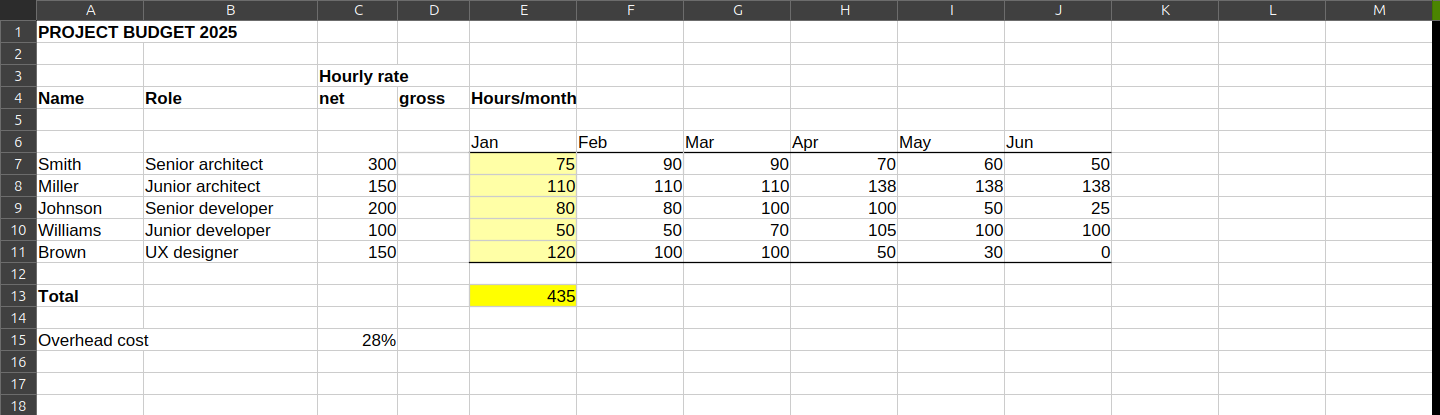 A B C D E F G H I J K L M
1 PROJECT BUDGET 2025
2
3 Hourly rate
4 Name Role net gross Hours/month
5
6 Jan Feb Mar Apr May Jun
7 Smith Senior architect 300 75 90 90 70 60 50
8 Miller Junior architect 150 110 110 110 138 138 138
9 Johnson Senior developer 200 80 80 100 100 50 25
10 Williams Junior developer 100 50 50 70 105 100 100
11 Brown UX designer 150 120 100 100 50 30 0
12
13 Total 435
14
15 Overhead cost 28%
16
17
18